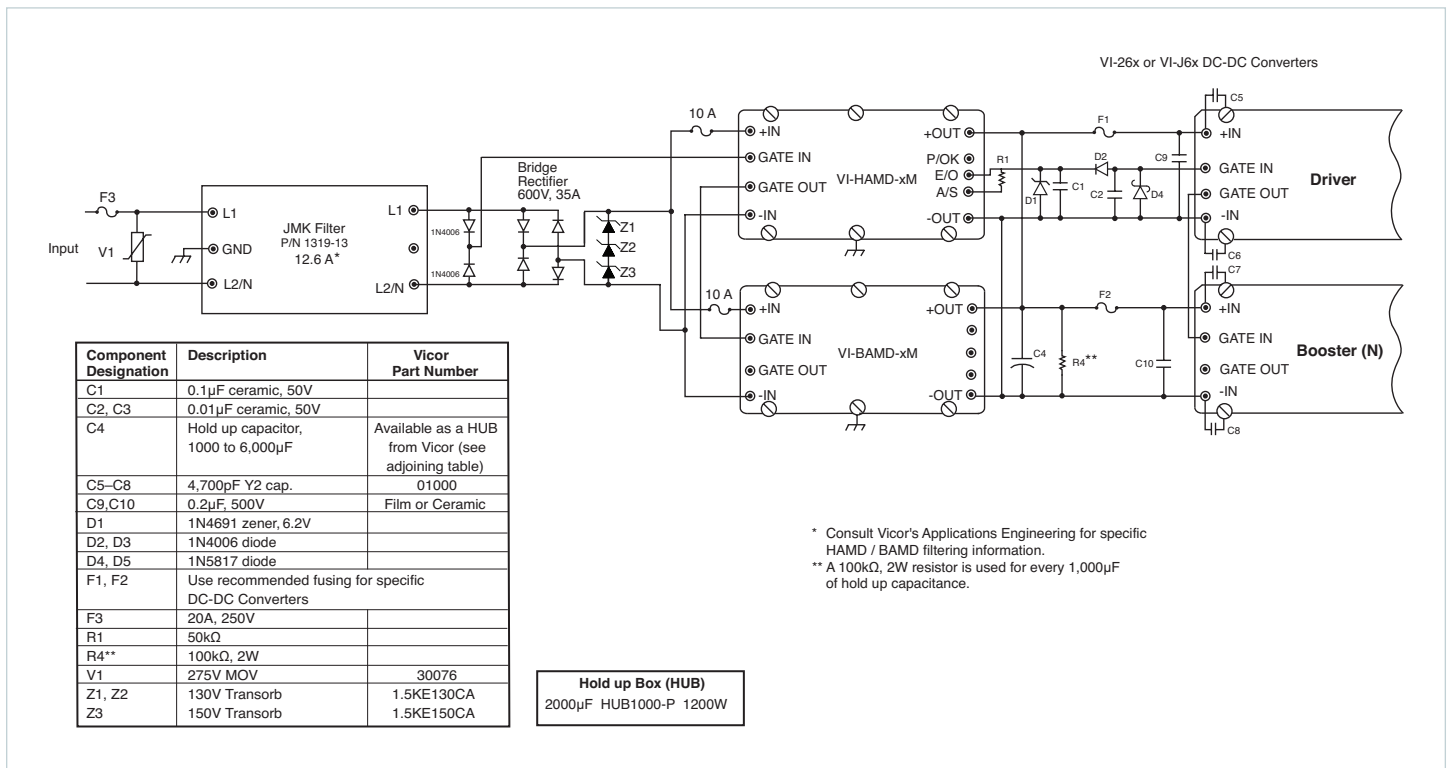 VI-26x or VI-J6x DC-DC Converters
F3
Input
V1
L1
GND
L2/N
JMK Filter
P/N 1319-13
12.6 A*
L1
L2/N
1N4006
1N4006
Bridge
Rectifier
600V, 35A
Z1
Z2
Z3
10 A
+IN
GATE IN
GATE OUT
-IN
VI-HAMD-xM
+OUT
P/OK
E/O
A/S
-OUT
10 A
+IN
GATE IN
GATE OUT
-IN
VI-BAMD-xM
+OUT
-OUT
R1
D1
C1
D2
C2
D4
F1
C9
C4
R4**
F2
C10
C5
+IN
GATE IN
GATE OUT
-IN
Driver
C6
C7
+IN
GATE IN
GATE OUT
-IN
Booster (N)
C8
Component Designation Description Vicor Part Number
C1 0.1µF ceramic, 50V
C2, C3 0.01µF ceramic, 50V
C4 Hold up capacitor, Available as a HUB
1000 to 6,000µF from Vicor (see
adjoining table)
C5–C8 4,700pF Y2 cap. 01000
C9,C10 0.2µF, 500V Film or Ceramic
D1 1N4691 zener, 6.2V
D2, D3 1N4006 diode
D4, D5 1N5817 diode
F1, F2 Use recommended fusing for specific
DC-DC Converters
F3 20A, 250V
R1 50kΩ
R4** 100kΩ, 2W
V1 275V MOV 30076
Z1, Z2 130V Transorb 1.5KE130CA
Z3 150V Transorb 1.5KE150CA
Hold up Box (HUB)
2000µF HUB1000-P 1200W
* Consult Vicor's Applications Engineering for specific
HAMD / BAMD filtering information.
** A 100kΩ, 2W resistor is used for every 1,000µF
of hold up capacitance.